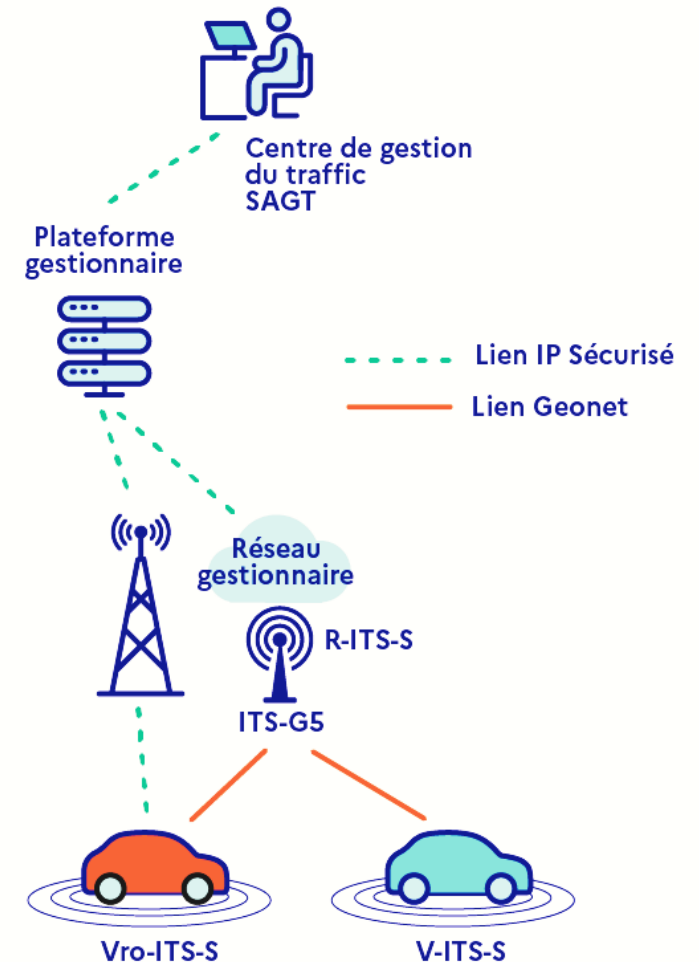 Centre de gestion
du traffic
SAGT
Plateforme
gestionnaire
Lien IP Sécurisé
Lien Geonet
Réseau
gestionnaire
R-ITS-S
ITS-G5
Vro-ITS-S
V-ITS-S